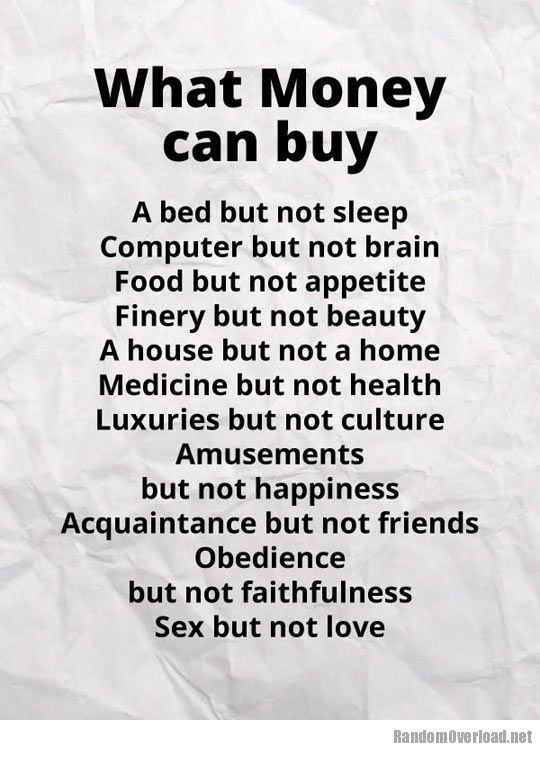 What Money
can buy
A bed but not sleep
Computer but not brain
Food but not appetite
Finery but not beauty
A house but not a home
Medicine but not health
Luxuries but not culture
Amusements
but not happiness
Acquaintance but not friends
Obedience
but not faithfulness
Sex but not love
RandomOverload.net